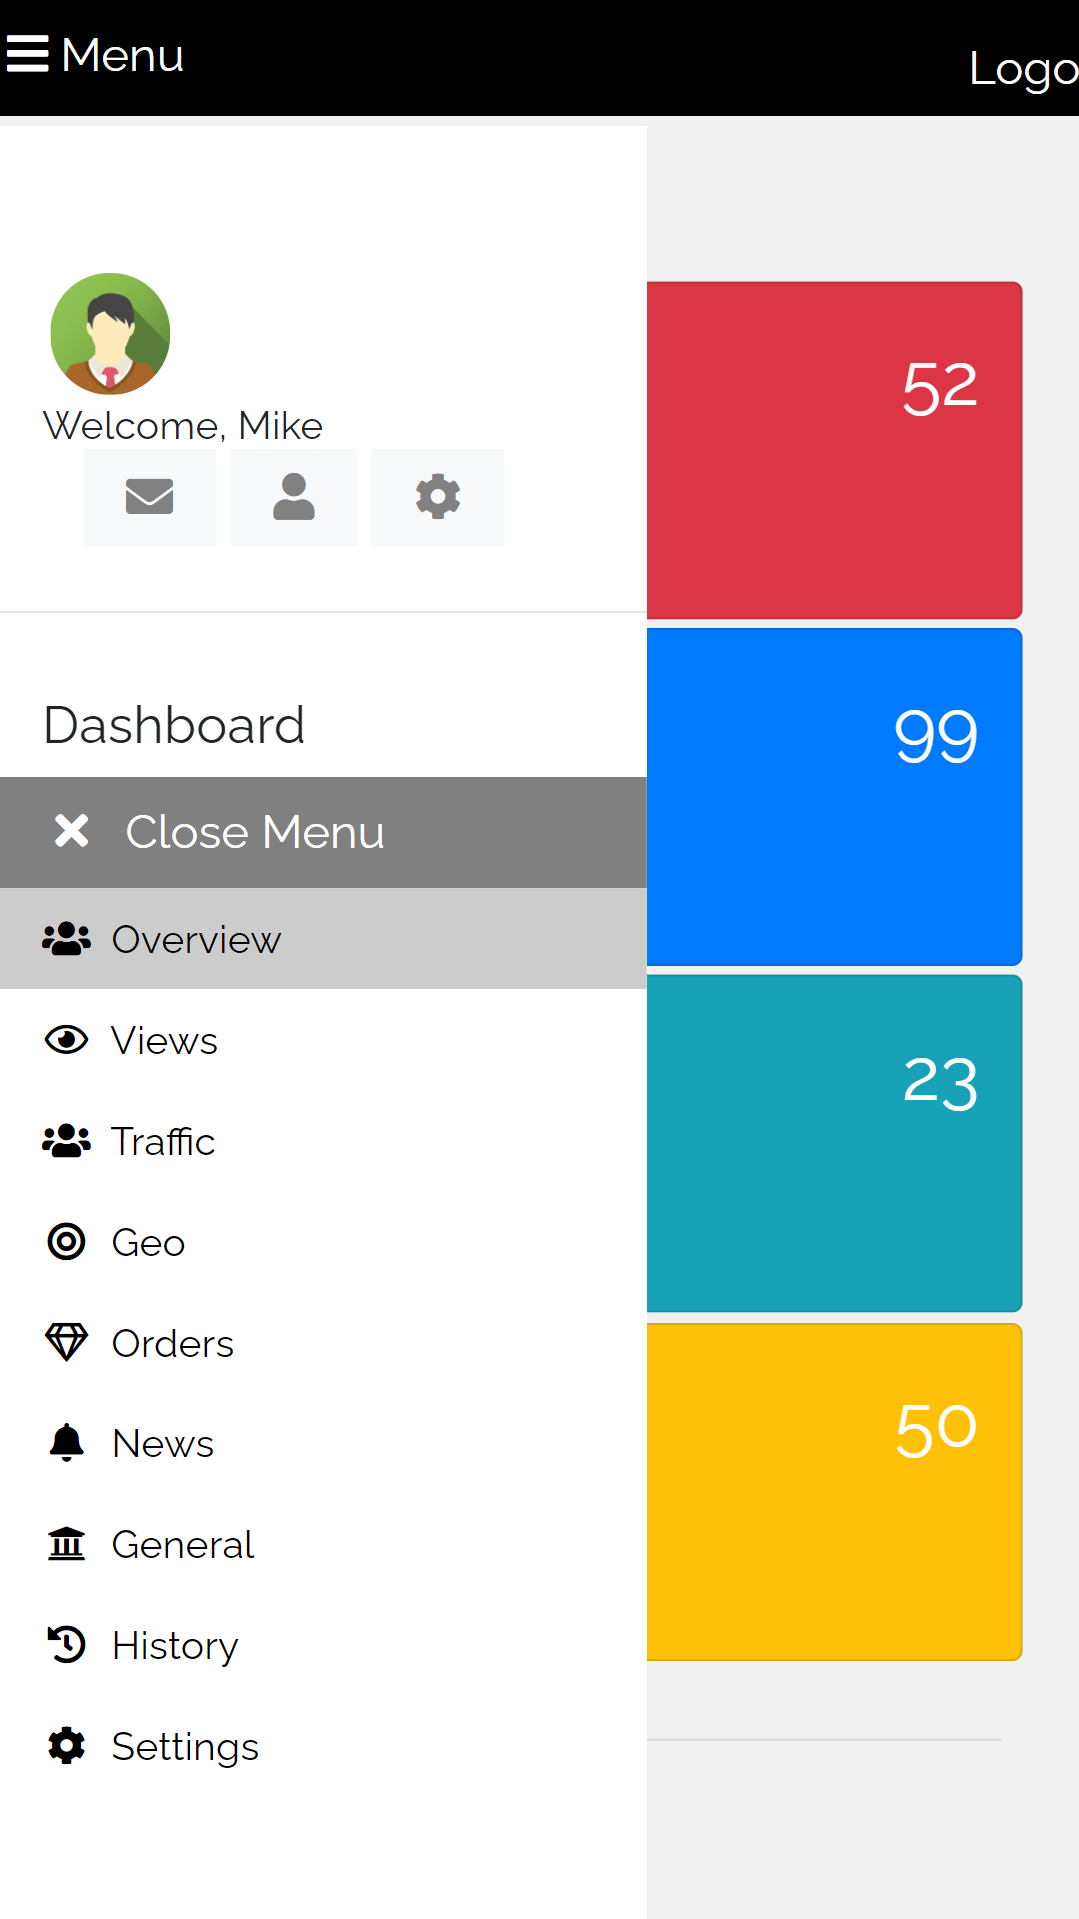 Menu
Logo
Welcome, Mike
Dashboard
Close Menu
Overview
Views
Traffic
Geo
Orders
News
General
History
Settings
52
99
23
50